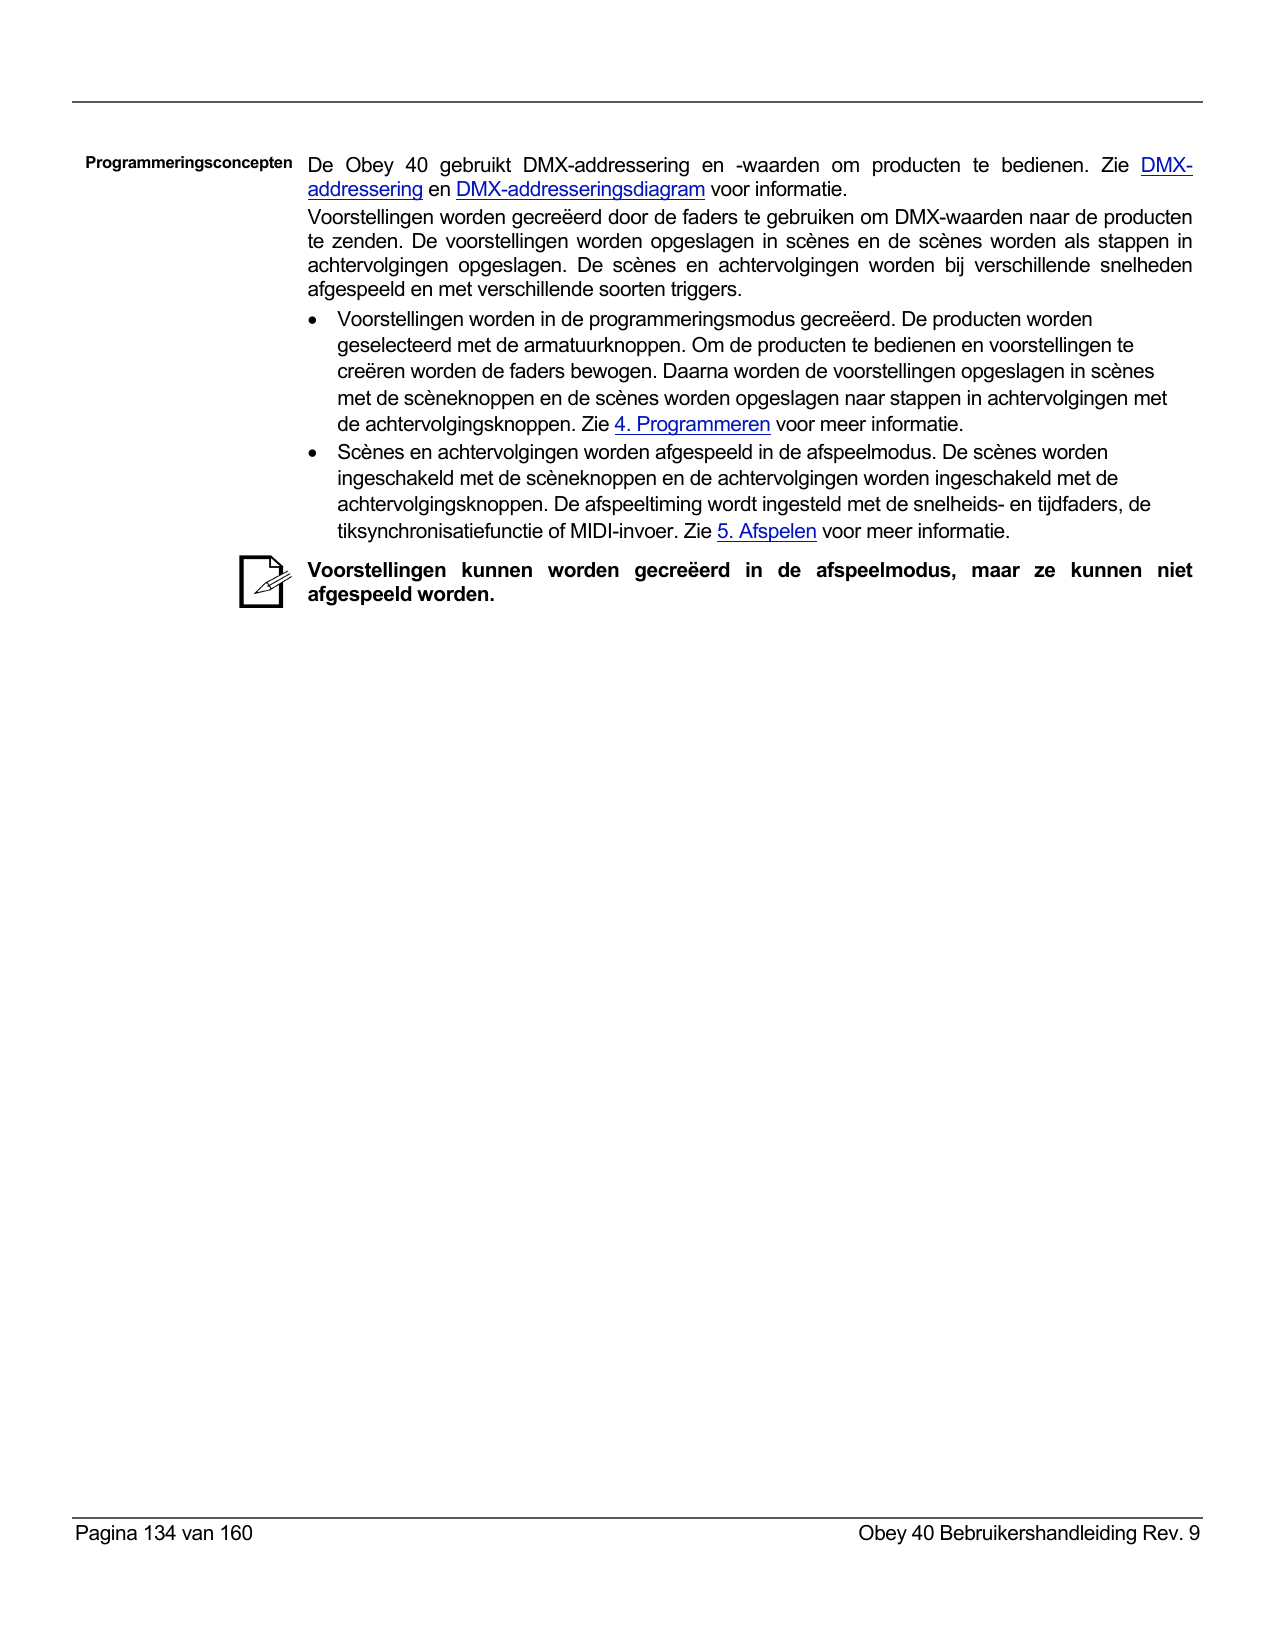 Programmeringsconcepten
De Obey 40 gebruikt DMX-addressering en -waarden om producten te bedienen. Zie DMX-
addressering en DMX-addresseringsdiagram voor informatie.
Voorstellingen worden gecreëerd door de faders te gebruiken om DMX-waarden naar de producten
te zenden. De voorstellingen worden opgeslagen in scènes en de scènes worden als stappen in
achtervolgingen opgeslagen. De scènes en achtervolgingen worden bij verschillende snelheden
afgespeeld en met verschillende soorten triggers.
• Voorstellingen worden in de programmeringsmodus gecreëerd. De producten worden
geselecteerd met de armatuurknoppen. Om de producten te bedienen en voorstellingen te
creëren worden de faders bewogen. Daarna worden de voorstellingen opgeslagen in scènes
met de scèneknoppen en de scènes worden opgeslagen naar stappen in achtervolgingen met
de achtervolgingsknoppen. Zie 4. Programmeren voor meer informatie.
• Scènes en achtervolgingen worden afgespeeld in de afspeelmodus. De scènes worden
ingeschakeld met de scèneknoppen en de achtervolgingen worden ingeschakeld met de
achtervolgingsknoppen. De afspeeltiming wordt ingesteld met de snelheids- en tijdfaders, de
tiksynchronisatiefunctie of MIDI-invoer. Zie 5. Afspelen voor meer informatie.
Voorstellingen kunnen worden gecreëerd in de afspeelmodus, maar ze kunnen niet
afgespeeld worden.
Pagina 134 van 160
Obey 40 Bebruikershandleiding Rev. 9